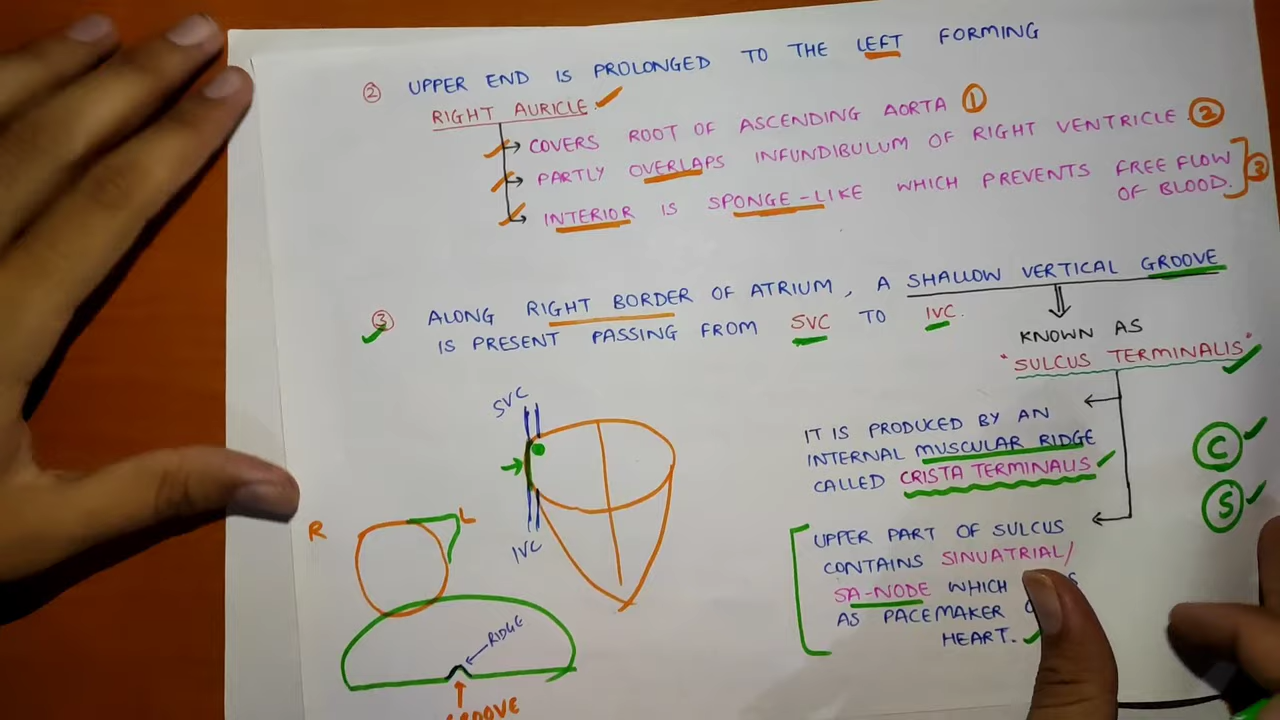 ② UPPER END IS PROLONGED TO THE LEFT FORMING
RIGHT AURICLE.
COVERS ROOT OF ASCENDING AORTA ①
PARTLY OVERLAPS INFUNDIBULUM OF RIGHT VENTRICLE. ②
INTERIOR IS SPONGE-LIKE WHICH PREVENTS FREE FLOW
OF BLOOD. ③
③ ALONG RIGHT BORDER OF ATRIUM, A SHALLOW VERTICAL GROOVE
IS PRESENT PASSING FROM SVC TO IVC.
KNOWN AS
"SULCUS TERMINALIS"
IT IS PRODUCED BY AN
INTERNAL MUSCULAR RIDGE
CALLED CRISTA TERMINALIS
C
S
UPPER PART OF SULCUS
CONTAINS SINUATRIAL/
SA-NODE WHICH
AS PACEMAKER
HEART.
SVC
IVC
R
L
RIDGE
GROOVE